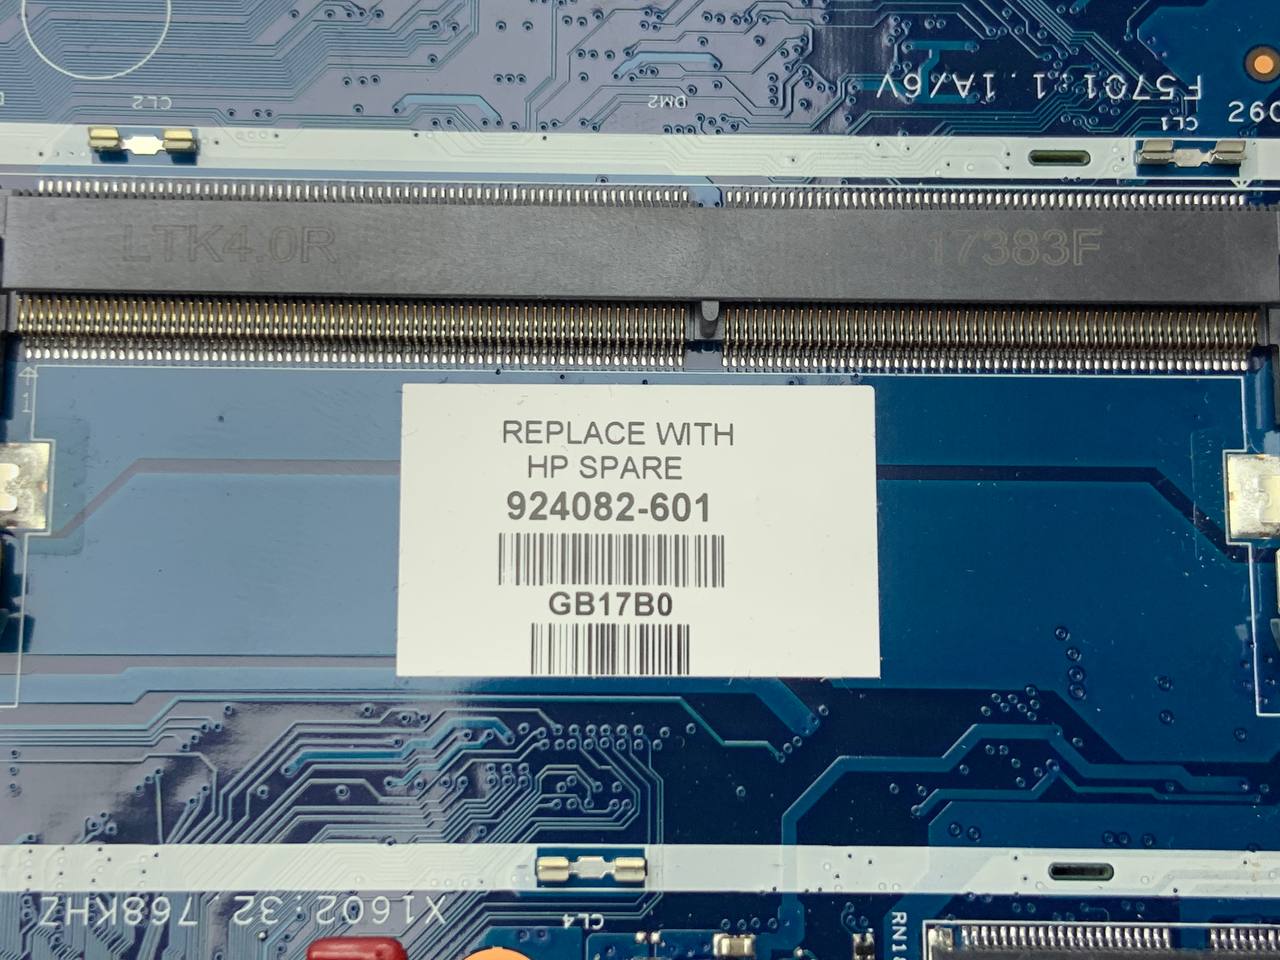 CL2
DM2
F5701:1.1A/6V
CL1
260
LTK4.0R
17383F
1
REPLACE WITH
HP SPARE
924082-601
GB17B0
X1602:32.768KHZ
CL4